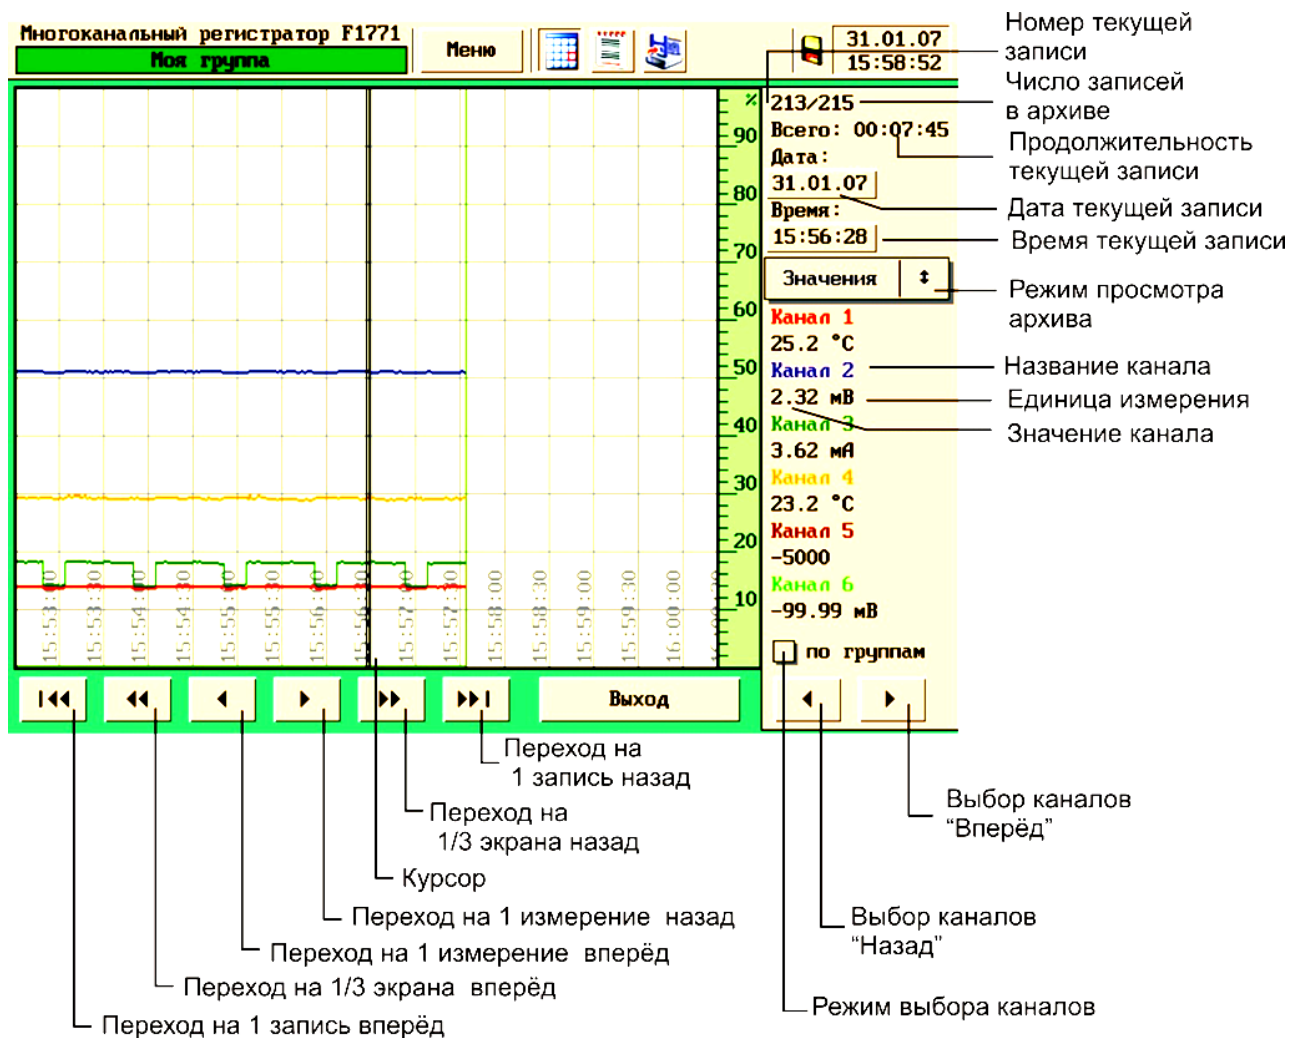 Многоканальный регистратор F1771
Моя группа
Меню
31.01.07
15:58:52
Номер текущей
записи
Число записей
в архиве
Продолжительность
текущей записи
Дата текущей записи
Время текущей записи
Режим просмотра
архива
Название канала
Единица измерения
Значение канала
%
90
80
70
60
50
40
30
20
10
213/215
Всего: 00:07:45
Дата:
31.01.07
Время:
15:56:28
Значения
Канал 1
25.2 °C
Канал 2
2.32 мВ
Канал 3
3.62 мА
Канал 4
23.2 °C
Канал 5
-5000
Канал 6
-99.99 мВ
по группам
15:53:00
15:53:30
15:54:00
15:54:30
15:55:00
15:55:30
15:56:00
15:56:30
15:57:00
15:57:30
15:58:00
15:58:30
15:59:00
15:59:30
16:00:00
Выход
Переход на
1 запись назад
Переход на
1/3 экрана назад
Курсор
Переход на 1 измерение назад
Переход на 1 измерение вперёд
Переход на 1/3 экрана вперёд
Переход на 1 запись вперёд
Выбор каналов
“Вперёд”
Выбор каналов
“Назад”
Режим выбора каналов